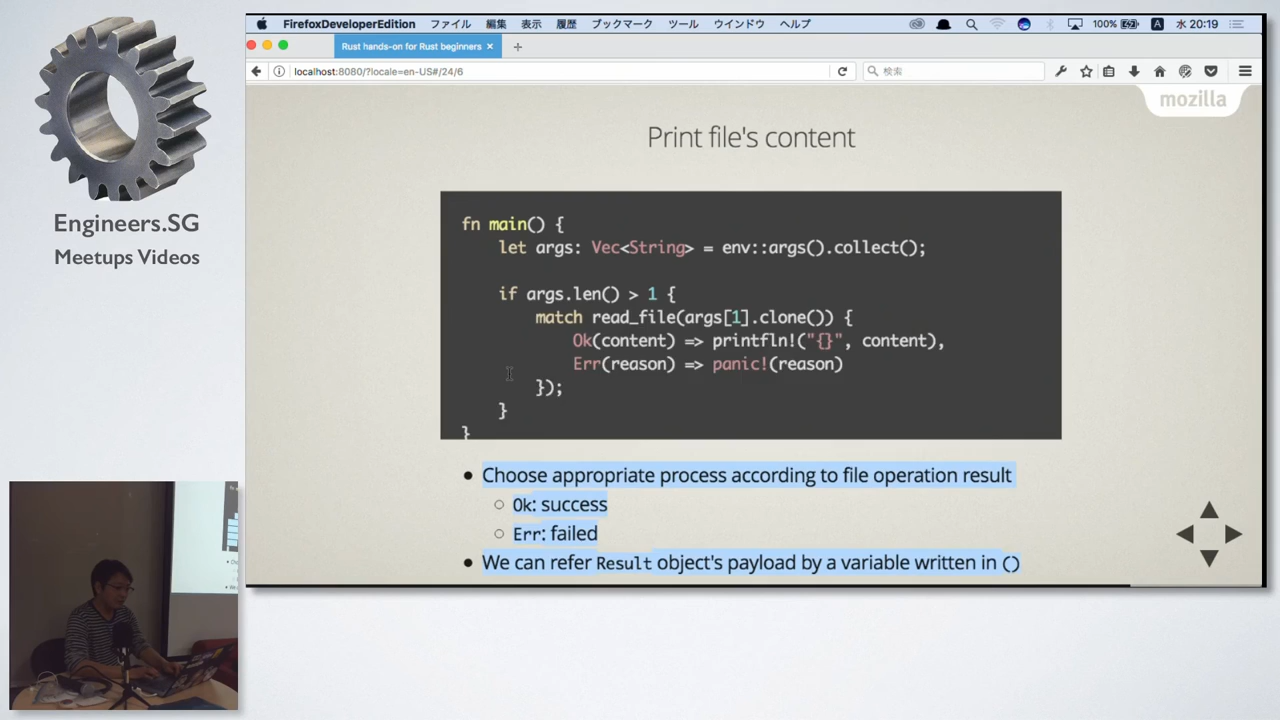 FirefoxDeveloperEdition ファイル 編集 表示 履歴 ブックマーク ツール ウインドウ ヘルプ 100% A 水 20:19
Rust hands-on for Rust beginners
localhost:8080/?locale=en-US#/24/6
検索
mozilla
Print file's content
fn main() {
let args: Vec<String> = env::args().collect();
if args.len() > 1 {
match read_file(args[1].clone()) {
Ok(content) => printfln!("{}", content),
Err(reason) => panic!(reason)
});
}
}
• Choose appropriate process according to file operation result
○ Ok: success
○ Err: failed
• We can refer Result object's payload by a variable written in ()
Engineers.SG
Meetups Videos